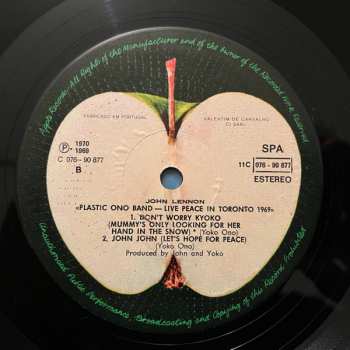 Apple Records. All Rights of the Manufacturer and of the Owner of the Recorded Work Reserved.
FABRICADO EM PORTUGAL
VALENTIM DE CARVALHO
CI SARL
℗ 1970
1969
C 076 - 90 877
B
SPA
11C 076 - 90 877
ESTEREO
JOHN LENNON
«PLASTIC ONO BAND — LIVE PEACE IN TORONTO 1969»
1. DON'T WORRY KYOKO
(MUMMY'S ONLY LOOKING FOR HER
HAND IN THE SNOW) * (Yoko Ono)
2. JOHN JOHN (LET'S HOPE FOR PEACE)
(Yoko Ono)
Produced by John and Yoko
Unauthorised Public Performance, Broadcasting and Copying of this Record Prohibited